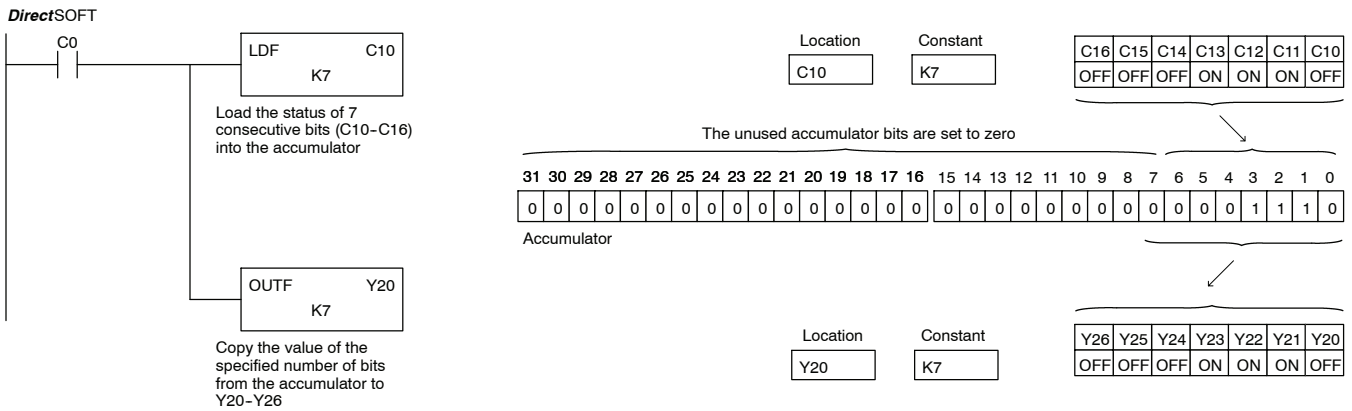 DirectSOFT
C0
LDF C10
K7
Load the status of 7
consecutive bits (C10-C16)
into the accumulator
OUTF Y20
K7
Copy the value of the
specified number of bits
from the accumulator to
Y20-Y26
Location Constant
C10 K7
C16 C15 C14 C13 C12 C11 C10
OFF OFF OFF ON ON ON OFF
The unused accumulator bits are set to zero
31 30 29 28 27 26 25 24 23 22 21 20 19 18 17 16 15 14 13 12 11 10 9 8 7 6 5 4 3 2 1 0
0 0 0 0 0 0 0 0 0 0 0 0 0 0 0 0 0 0 0 0 0 0 0 0 0 0 0 0 1 1 1 0
Accumulator
Location Constant
Y20 K7
Y26 Y25 Y24 Y23 Y22 Y21 Y20
OFF OFF OFF ON ON ON OFF